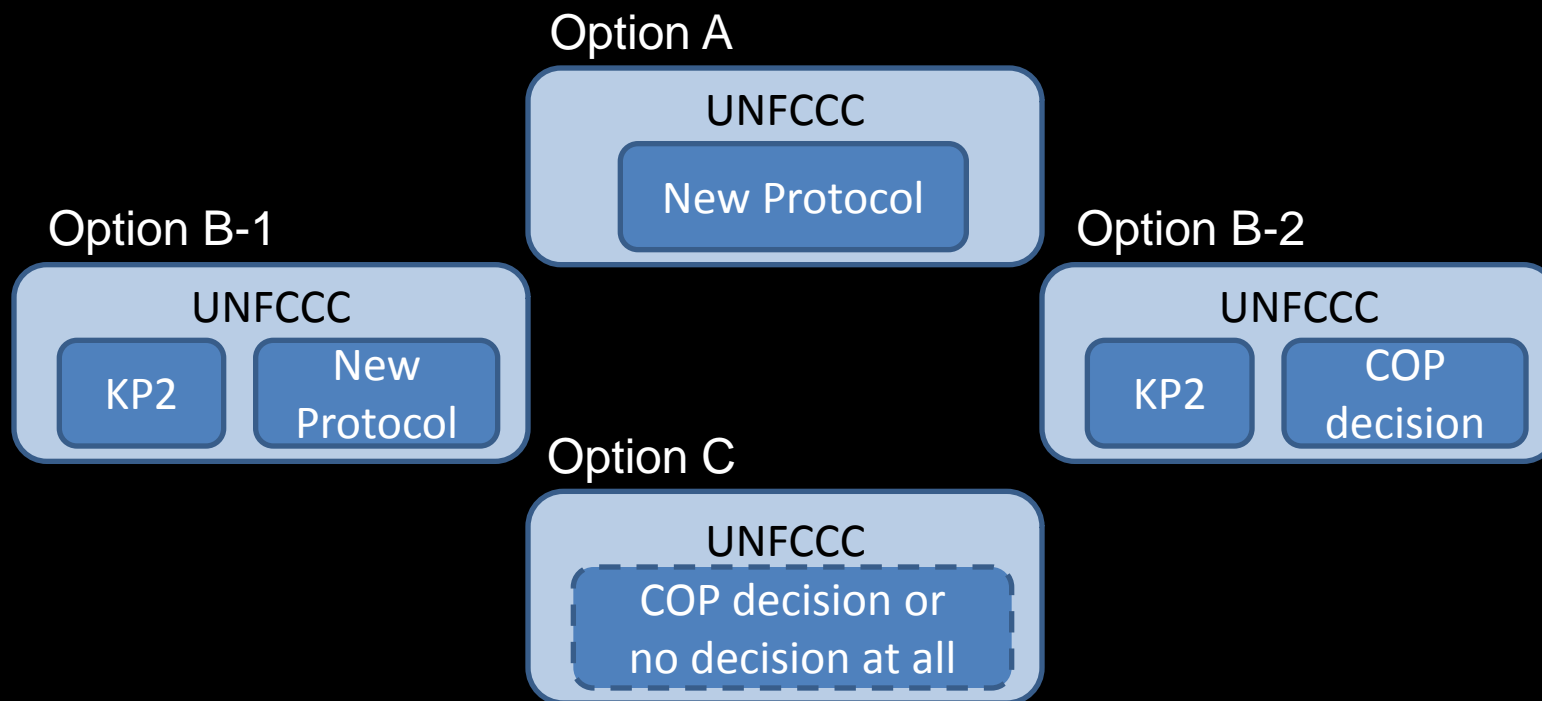 Option A
UNFCCC
New Protocol
Option B-1
UNFCCC
KP2
New
Protocol
Option B-2
UNFCCC
KP2
COP
decision
Option C
UNFCCC
COP decision or
no decision at all